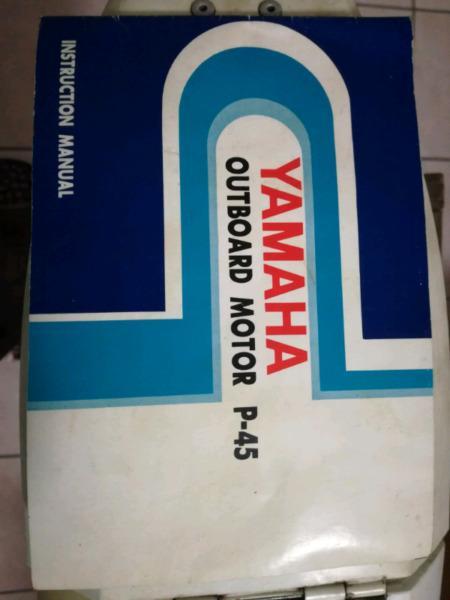 YAMAHA
OUTBOARD MOTOR P-45
INSTRUCTION MANUAL